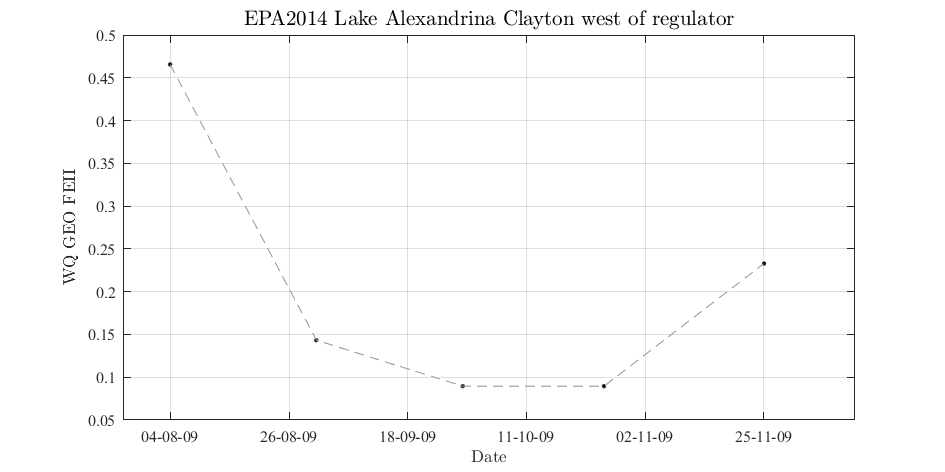 EPA2014 Lake Alexandrina Clayton west of regulator
0.5
0.45
0.4
0.35
0.3
0.25
0.2
0.15
0.1
0.05
WQ GEO FEII
04-08-09 26-08-09 18-09-09 11-10-09 02-11-09 25-11-09
Date